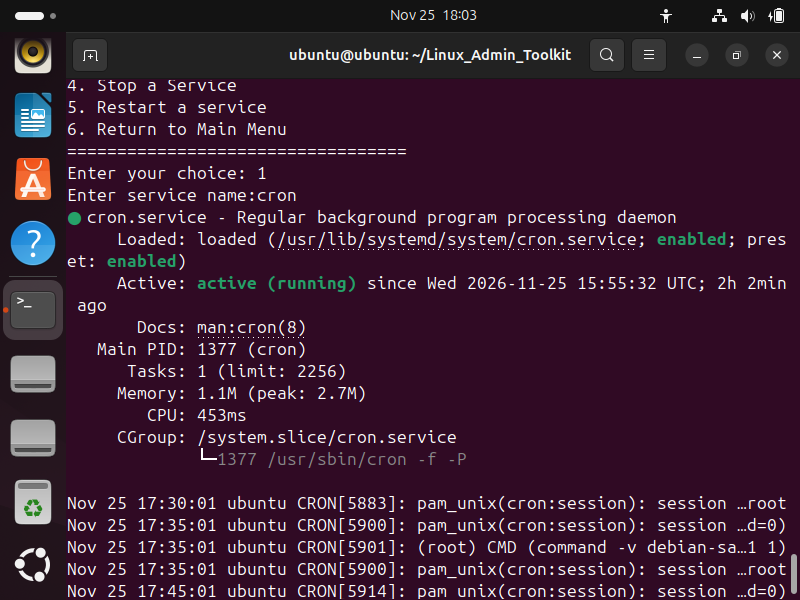 Nov 25 18:03
ubuntu@ubuntu: ~/Linux_Admin_Toolkit
4. Stop a Service
5. Restart a service
6. Return to Main Menu
==================================
Enter your choice: 1
Enter service name:cron
● cron.service - Regular background program processing daemon
Loaded: loaded (/usr/lib/systemd/system/cron.service; enabled; pres
et: enabled)
Active: active (running) since Wed 2026-11-25 15:55:32 UTC; 2h 2min
ago
Docs: man:cron(8)
Main PID: 1377 (cron)
Tasks: 1 (limit: 2256)
Memory: 1.1M (peak: 2.7M)
CPU: 453ms
CGroup: /system.slice/cron.service
└─1377 /usr/sbin/cron -f -P
Nov 25 17:30:01 ubuntu CRON[5883]: pam_unix(cron:session): session …root
Nov 25 17:35:01 ubuntu CRON[5900]: pam_unix(cron:session): session …d=0)
Nov 25 17:35:01 ubuntu CRON[5901]: (root) CMD (command -v debian-sa…1 1)
Nov 25 17:35:01 ubuntu CRON[5900]: pam_unix(cron:session): session …root
Nov 25 17:45:01 ubuntu CRON[5914]: pam_unix(cron:session): session …d=0)